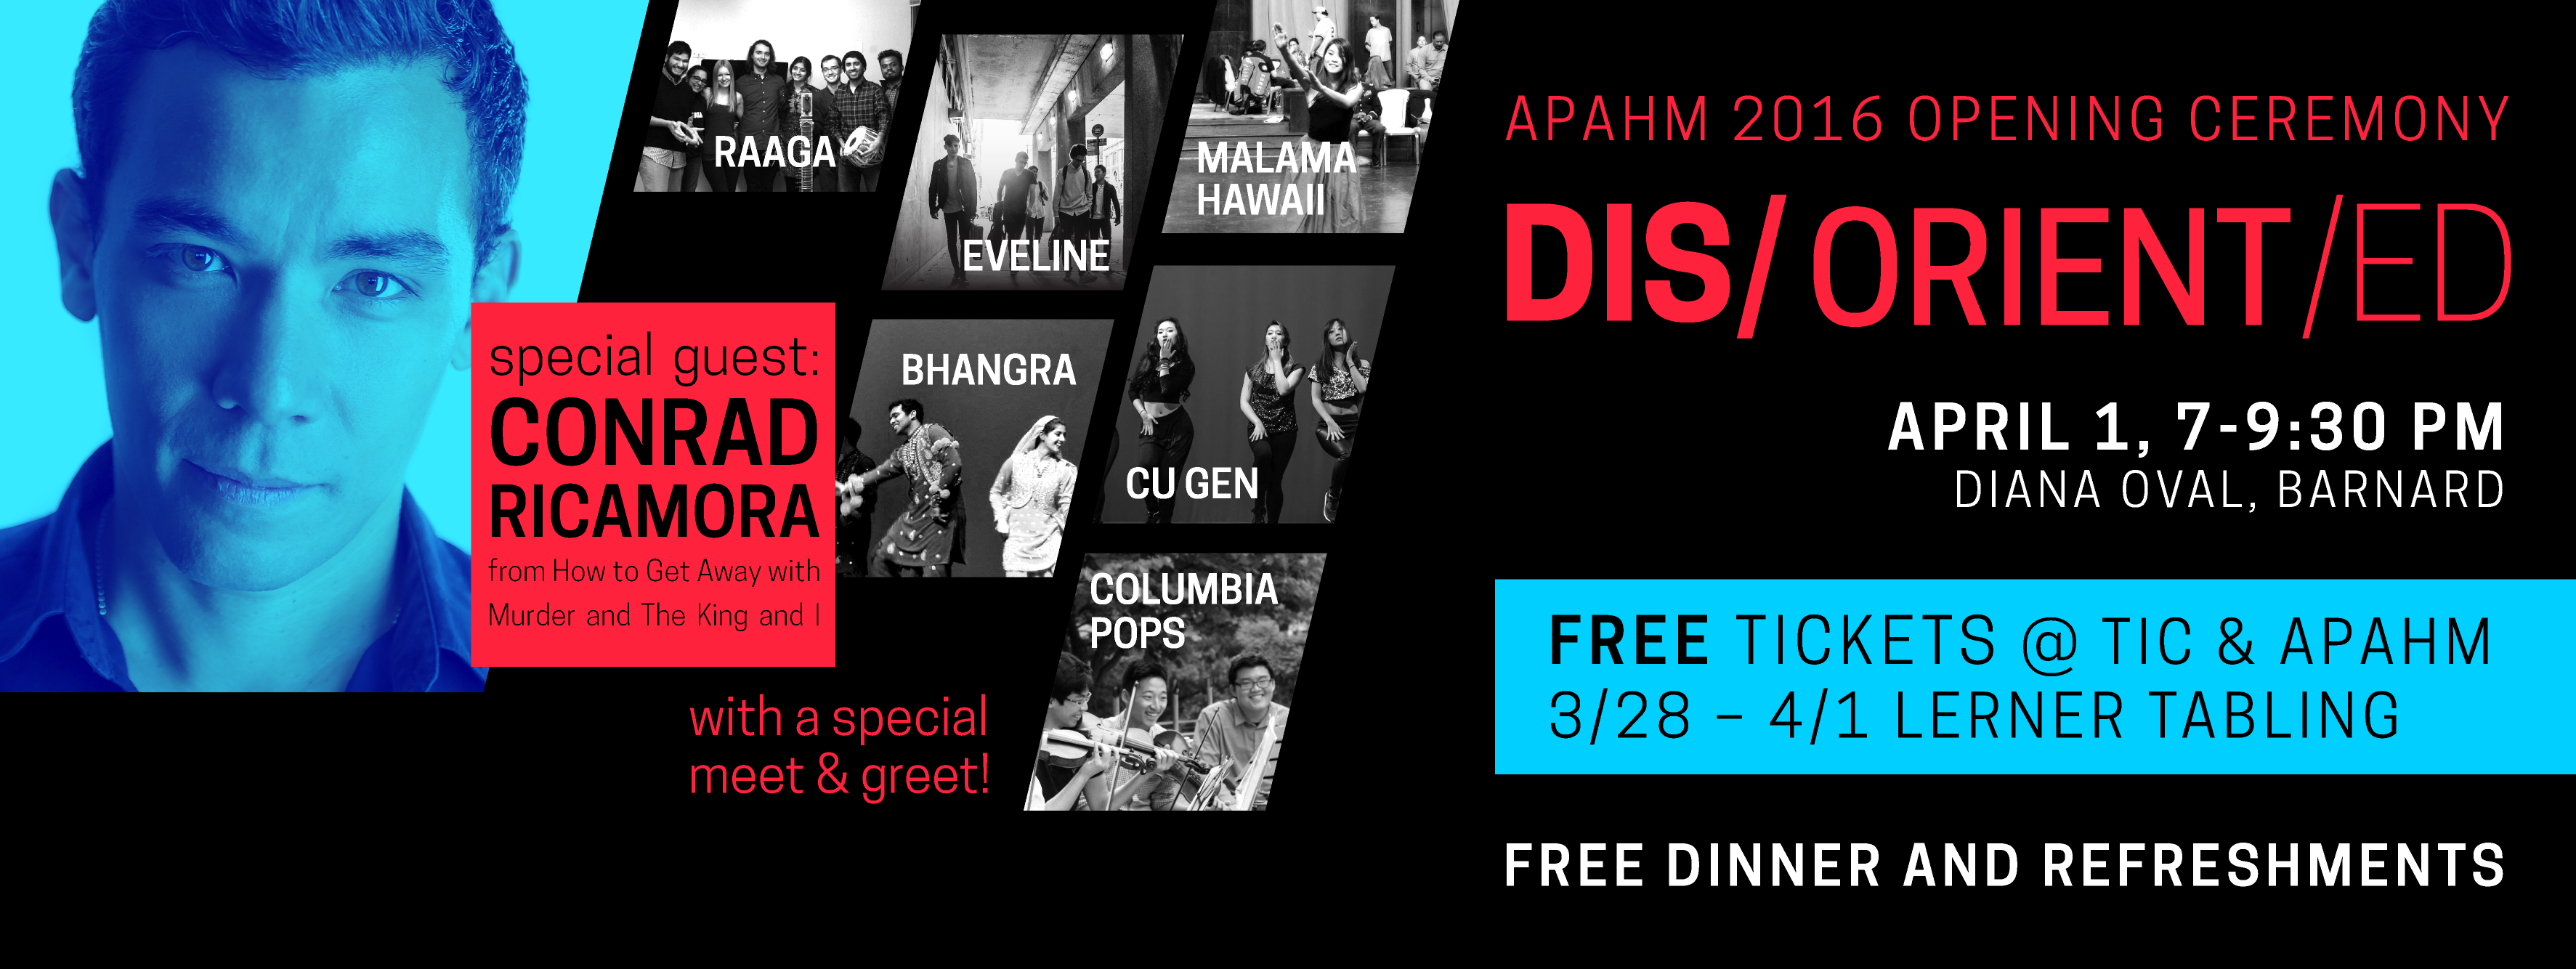 RAAGA
EVELINE
MALAMA
HAWAII
BHANGRA
CU GEN
COLUMBIA
POPS
special guest:
CONRAD
RICAMORA
from How to Get Away with
Murder and The King and I
with a special
meet & greet!
APAHM 2016 OPENING CEREMONY
DIS/ORIENT/ED
APRIL 1, 7-9:30 PM
DIANA OVAL, BARNARD
FREE TICKETS @ TIC & APAHM
3/28 – 4/1 LERNER TABLING
FREE DINNER AND REFRESHMENTS